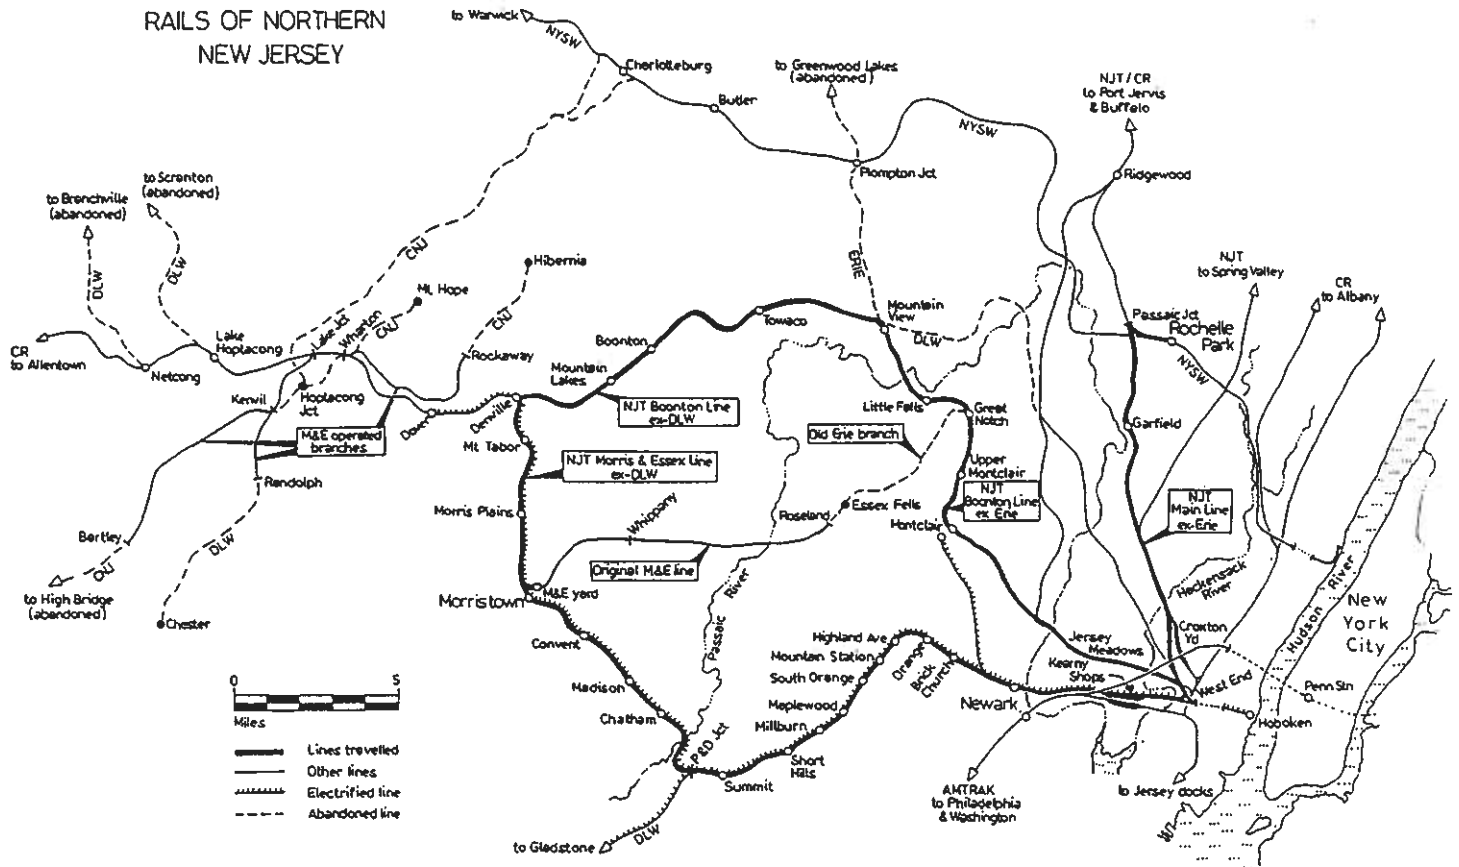 RAILS OF NORTHERN
NEW JERSEY
to Warwick
NYSW
Charlotteburg
Butler
to Greenwood Lakes
(abandoned)
NYSW
Plompton Jct
NJT / CR
to Port Jervis
& Buffalo
Ridgewood
to Scranton
(abandoned)
to Branchville
(abandoned)
DLW
DLW
CNJ
Hibernia
Mt. Hope
CNJ
CNJ
ERIE
NJT
to Spring Valley
CR
to Albany
Lake
Hoplacong
Lake Jct
Wharton
Rockaway
CR
to Allentown
Netcong
Kenvil
Hoplacong
Jct
Dover
Denville
Mountain
Lakes
Boonton
Towaco
Mountain
View
DLW
Passaic Jct
Rochelle
Park
NYSW
M&E operated
branches
NJT Boonton Line
ex-DLW
Little Falls
Great
Notch
Garfield
Old Erie branch
Mt Tabor
NJT Morris & Essex line
ex-DLW
Upper
Montclair
NJT
Boonton Line
ex Erie
NJT
Main Line
ex-Erie
Randolph
Morris Plains
Whippany
Roseland
Essex Fells
Montclair
Bartley
DLW
CNJ
to High Bridge
(abandoned)
Chester
Original M&E line
M&E yard
Morristown
Passaic
River
Hackensack
River
Hudson River
New
York
City
Convent
Madison
Chatham
P&D Jct
Summit
Short
Hills
Millburn
Maplewood
South Orange
Mountain Station
Highland Ave
Orange
Brick
Church
Newark
Jersey
Meadows
Kearny
Shops
Croxton
Yd
West End
Penn Stn
Hoboken
0 5
Miles
Lines travelled
Other lines
Electrified line
Abandoned line
DLW
to Gladstone
AMTRAK
to Philadelphia
& Washington
to Jersey docks